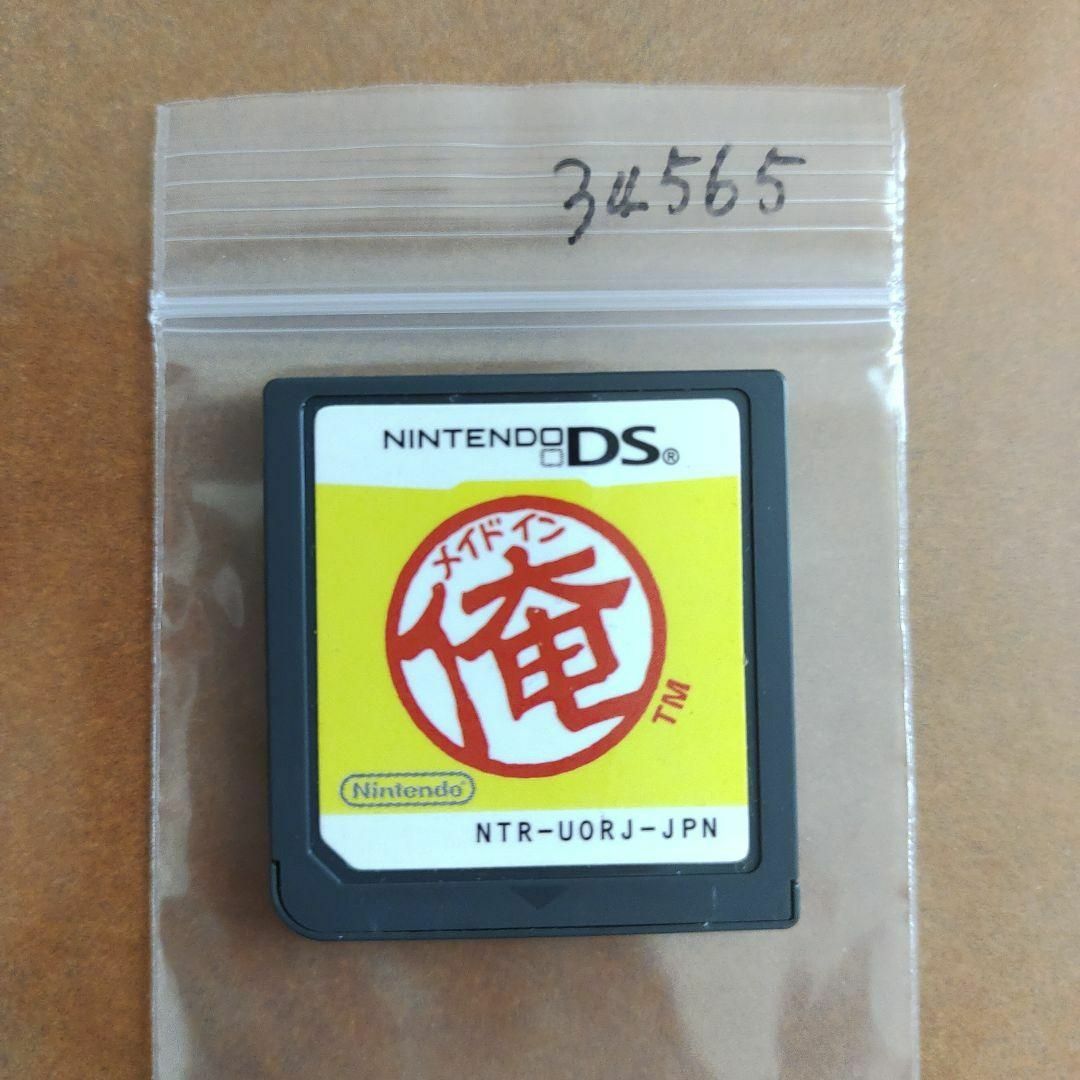 34565
NINTENDO DS®
メイドイン
俺
TM
Nintendo
NTR-UORJ-JPN